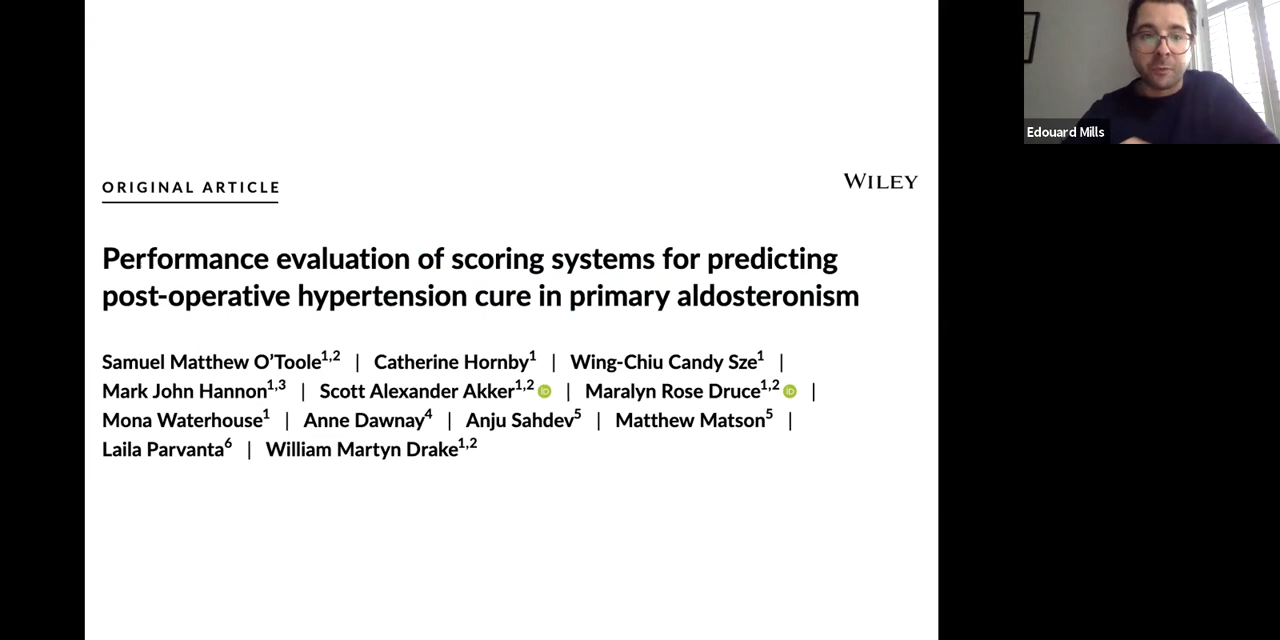 ORIGINAL ARTICLE
WILEY
Performance evaluation of scoring systems for predicting
post-operative hypertension cure in primary aldosteronism
Samuel Matthew O’Toole1,2 | Catherine Hornby1 | Wing-Chiu Candy Sze1 |
Mark John Hannon1,3 | Scott Alexander Akker1,2 iD | Maralyn Rose Druce1,2 iD |
Mona Waterhouse1 | Anne Dawnay4 | Anju Sahdev5 | Matthew Matson5 |
Laila Parvanta6 | William Martyn Drake1,2
Edouard Mills